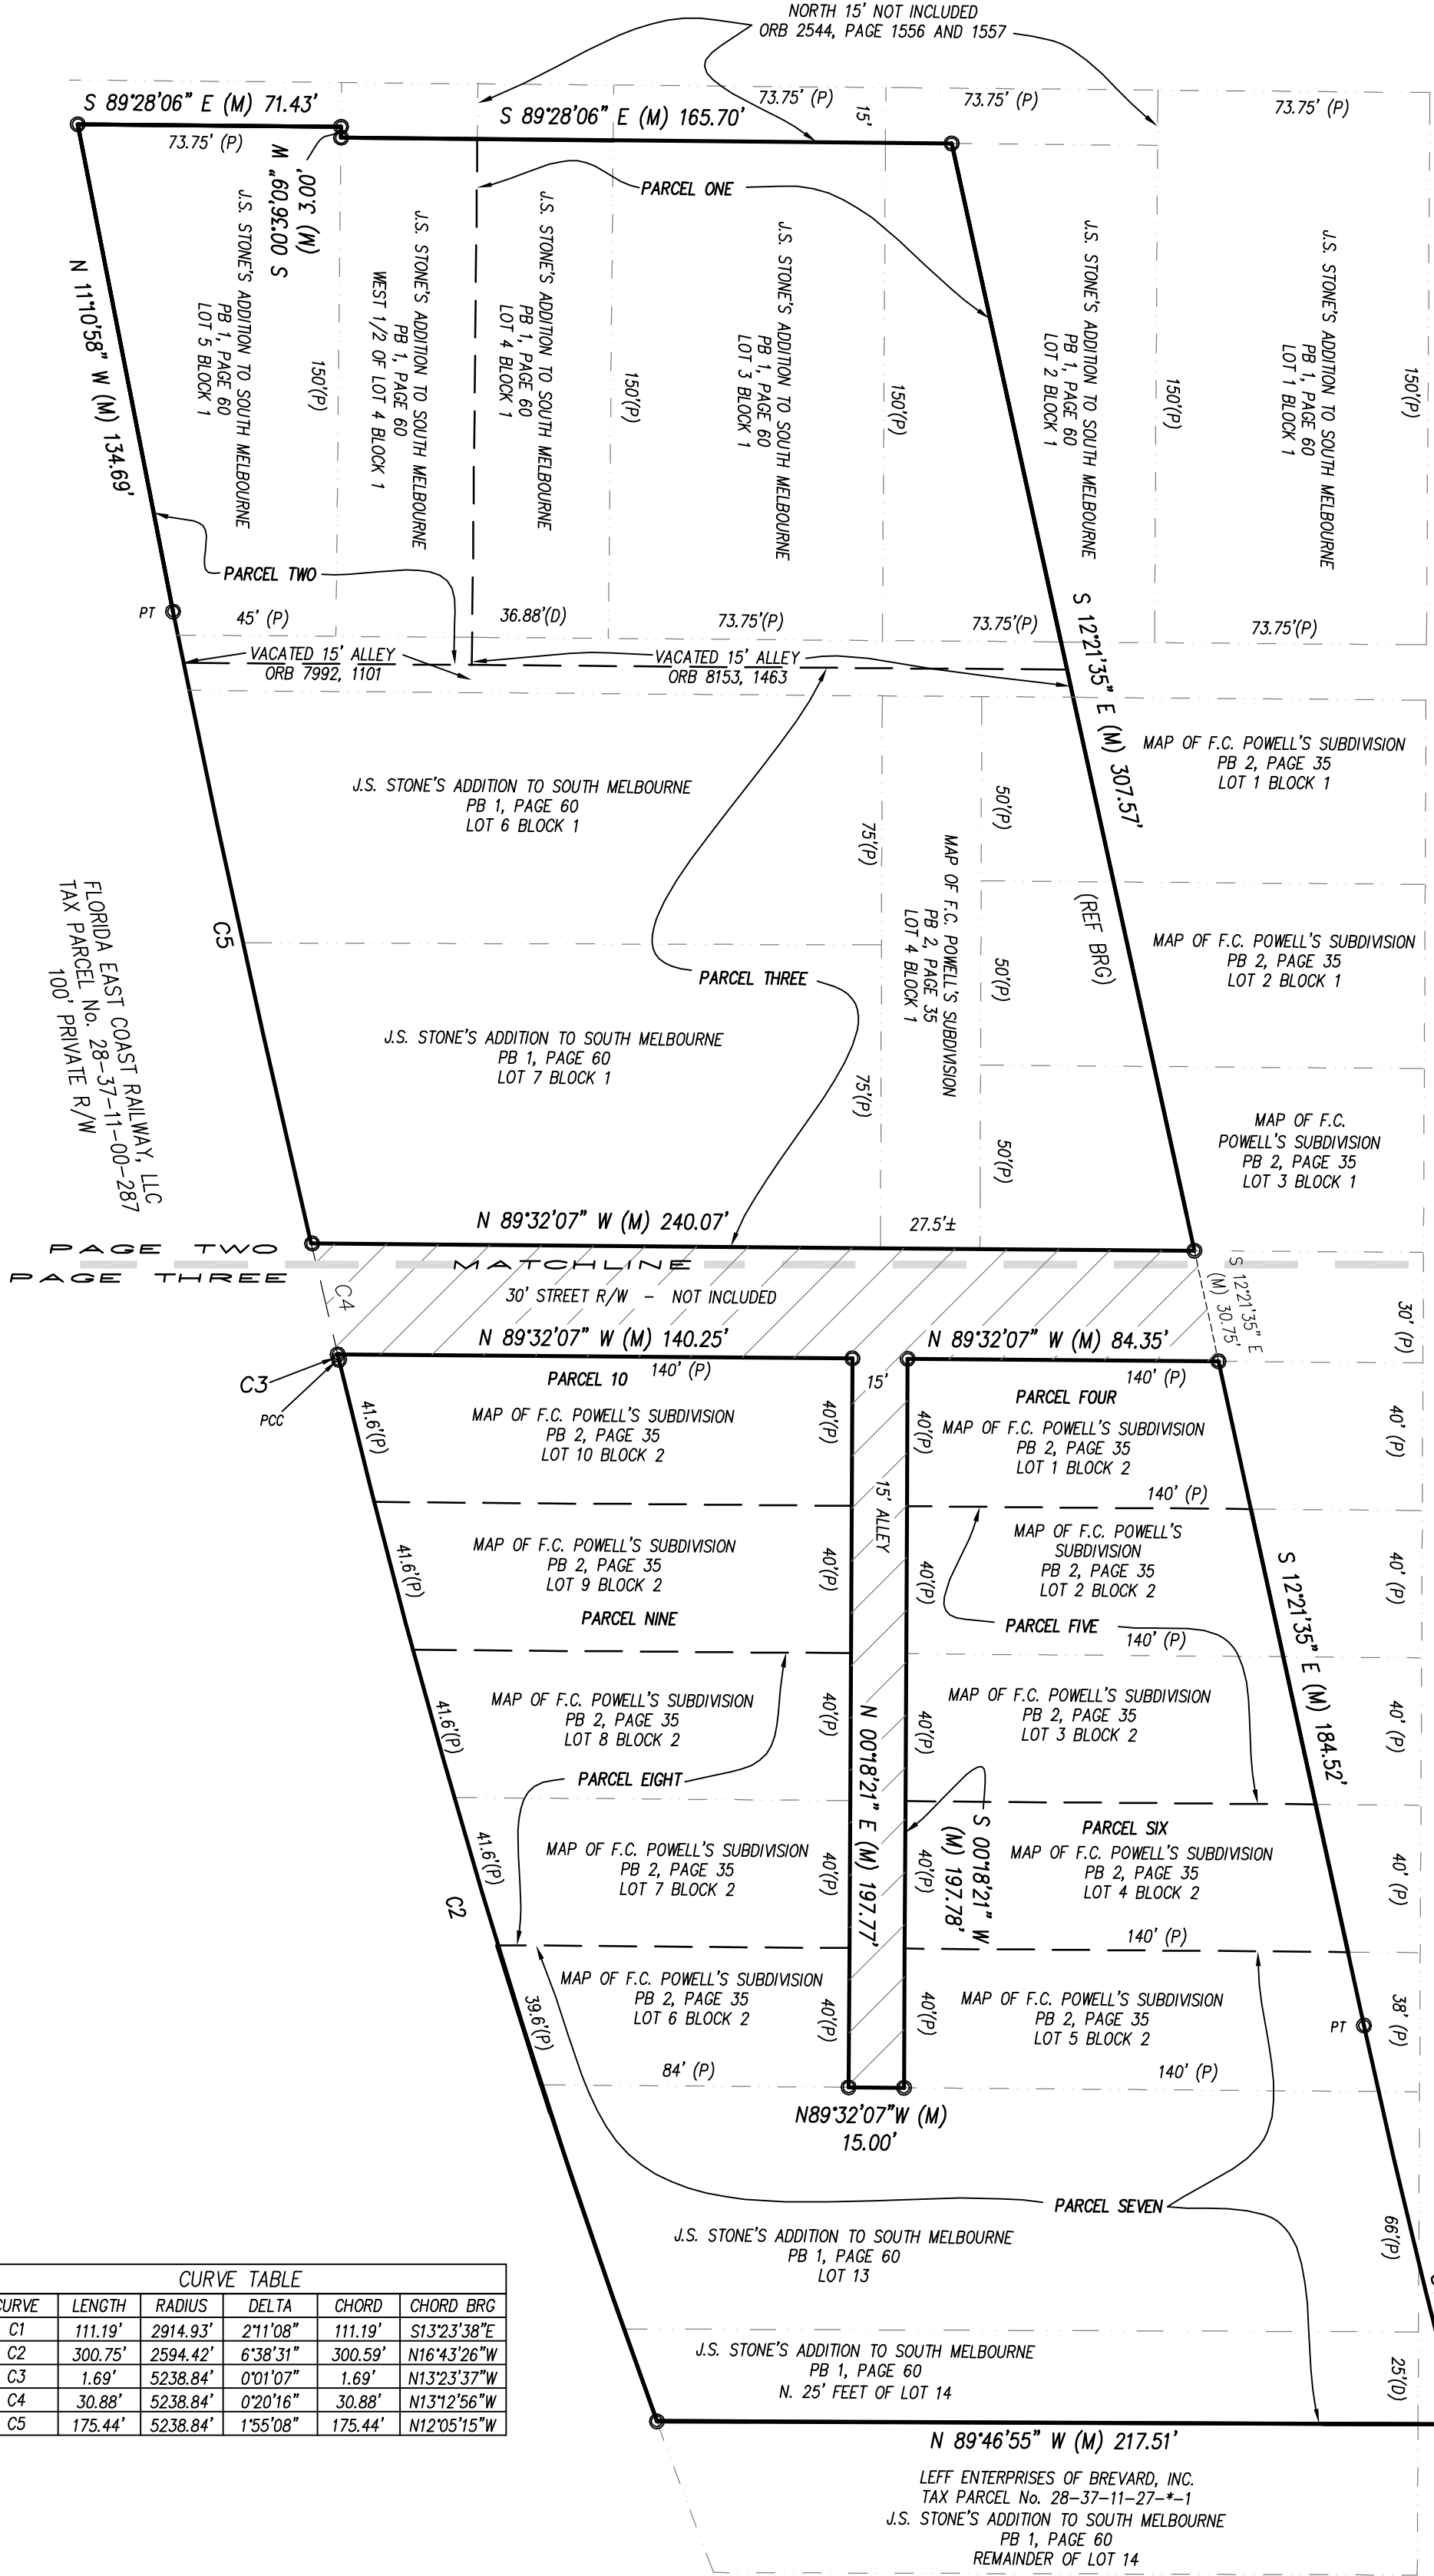 NORTH 15' NOT INCLUDED
ORB 2544, PAGE 1556 AND 1557
S 89°28'06" E (M) 71.43'
73.75' (P)
S 89°28'06" E (M) 165.70'
73.75' (P)
15'
73.75' (P)
73.75' (P)
S 00°36'09" W
(M) 3.00'
PARCEL ONE
N 11°10'58" W (M) 134.69'
J.S. STONE'S ADDITION TO SOUTH MELBOURNE
PB 1, PAGE 60
LOT 5 BLOCK 1
150'(P)
J.S. STONE'S ADDITION TO SOUTH MELBOURNE
PB 1, PAGE 60
WEST 1/2 OF LOT 4 BLOCK 1
J.S. STONE'S ADDITION TO SOUTH MELBOURNE
PB 1, PAGE 60
LOT 4 BLOCK 1
150'(P)
J.S. STONE'S ADDITION TO SOUTH MELBOURNE
PB 1, PAGE 60
LOT 3 BLOCK 1
150'(P)
J.S. STONE'S ADDITION TO SOUTH MELBOURNE
PB 1, PAGE 60
LOT 2 BLOCK 1
150'(P)
J.S. STONE'S ADDITION TO SOUTH MELBOURNE
PB 1, PAGE 60
LOT 1 BLOCK 1
150'(P)
PARCEL TWO
PT
45' (P)
36.88'(D)
73.75'(P)
73.75'(P)
73.75'(P)
S 12°21'35" E (M) 307.57'
(REF BRG)
VACATED 15' ALLEY
ORB 7992, 1101
VACATED 15' ALLEY
ORB 8153, 1463
MAP OF F.C. POWELL'S SUBDIVISION
PB 2, PAGE 35
LOT 1 BLOCK 1
J.S. STONE'S ADDITION TO SOUTH MELBOURNE
PB 1, PAGE 60
LOT 6 BLOCK 1
75'(P)
50'(P)
MAP OF F.C. POWELL'S SUBDIVISION
PB 2, PAGE 35
LOT 4 BLOCK 1
MAP OF F.C. POWELL'S SUBDIVISION
PB 2, PAGE 35
LOT 2 BLOCK 1
C5
PARCEL THREE
50'(P)
FLORIDA EAST COAST RAILWAY, LLC
TAX PARCEL No. 28-37-11-00-287
100' PRIVATE R/W
J.S. STONE'S ADDITION TO SOUTH MELBOURNE
PB 1, PAGE 60
LOT 7 BLOCK 1
75'(P)
50'(P)
MAP OF F.C.
POWELL'S SUBDIVISION
PB 2, PAGE 35
LOT 3 BLOCK 1
N 89°32'07" W (M) 240.07'
27.5'±
PAGE TWO
MATCHLINE
PAGE THREE
C4
30' STREET R/W - NOT INCLUDED
S 12°21'35" E
(M) 30.75'
30' (P)
N 89°32'07" W (M) 140.25'
N 89°32'07" W (M) 84.35'
C3
PCC
140' (P)
15'
140' (P)
PARCEL 10
MAP OF F.C. POWELL'S SUBDIVISION
PB 2, PAGE 35
LOT 10 BLOCK 2
41.6'(P)
40'(P)
40'(P)
PARCEL FOUR
MAP OF F.C. POWELL'S SUBDIVISION
PB 2, PAGE 35
LOT 1 BLOCK 2
40' (P)
140' (P)
15' ALLEY
MAP OF F.C. POWELL'S SUBDIVISION
PB 2, PAGE 35
LOT 9 BLOCK 2
PARCEL NINE
41.6'(P)
40'(P)
40'(P)
MAP OF F.C. POWELL'S
SUBDIVISION
PB 2, PAGE 35
LOT 2 BLOCK 2
PARCEL FIVE
140' (P)
40' (P)
S 12°21'35" E (M) 184.52'
MAP OF F.C. POWELL'S SUBDIVISION
PB 2, PAGE 35
LOT 8 BLOCK 2
41.6'(P)
40'(P)
40'(P)
MAP OF F.C. POWELL'S SUBDIVISION
PB 2, PAGE 35
LOT 3 BLOCK 2
40' (P)
PARCEL EIGHT
N 00°18'21" E (M) 197.77'
S 00°18'21" W
(M) 197.78'
MAP OF F.C. POWELL'S SUBDIVISION
PB 2, PAGE 35
LOT 7 BLOCK 2
41.6'(P)
40'(P)
40'(P)
PARCEL SIX
MAP OF F.C. POWELL'S SUBDIVISION
PB 2, PAGE 35
LOT 4 BLOCK 2
40' (P)
C2
140' (P)
MAP OF F.C. POWELL'S SUBDIVISION
PB 2, PAGE 35
LOT 6 BLOCK 2
39.6'(P)
40'(P)
40'(P)
MAP OF F.C. POWELL'S SUBDIVISION
PB 2, PAGE 35
LOT 5 BLOCK 2
PT
38' (P)
84' (P)
140' (P)
N89°32'07"W (M)
15.00'
PARCEL SEVEN
J.S. STONE'S ADDITION TO SOUTH MELBOURNE
PB 1, PAGE 60
LOT 13
66'(P)
J.S. STONE'S ADDITION TO SOUTH MELBOURNE
PB 1, PAGE 60
N. 25' FEET OF LOT 14
25'(D)
N 89°46'55" W (M) 217.51'
LEFF ENTERPRISES OF BREVARD, INC.
TAX PARCEL No. 28-37-11-27-*-1
J.S. STONE'S ADDITION TO SOUTH MELBOURNE
PB 1, PAGE 60
REMAINDER OF LOT 14
CURVE TABLE
CURVE LENGTH RADIUS DELTA CHORD CHORD BRG
C1 111.19' 2914.93' 2°11'08" 111.19' S13°23'38"E
C2 300.75' 2594.42' 6°38'31" 300.59' N16°43'26"W
C3 1.69' 5238.84' 0°01'07" 1.69' N13°23'37"W
C4 30.88' 5238.84' 0°20'16" 30.88' N13°12'56"W
C5 175.44' 5238.84' 1°55'08" 175.44' N12°05'15"W